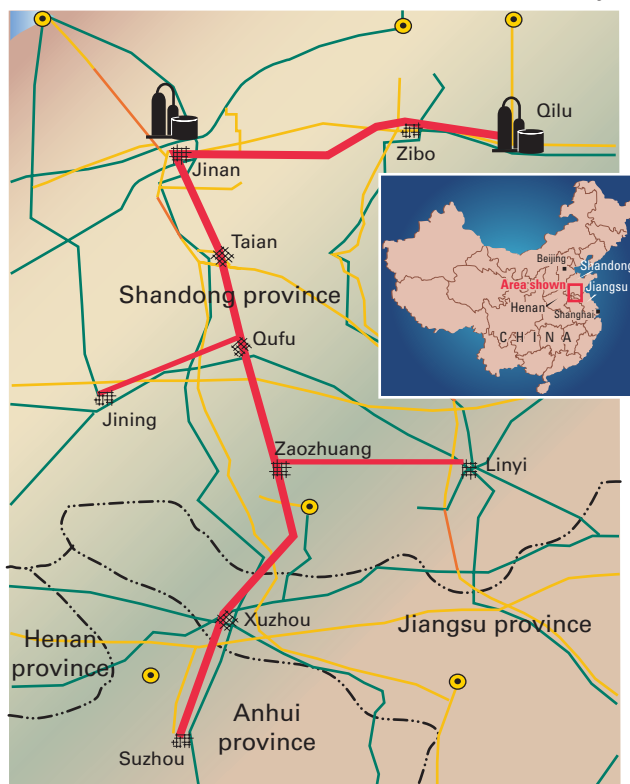 Qilu
Zibo
Jinan
Taian
Shandong province
Qufu
Jining
Zaozhuang
Linyi
Xuzhou
Henan
province
Jiangsu province
Anhui
province
Suzhou
Beijing
Shandong
Area shown
Jiangsu
Henan
Shanghai
CHINA